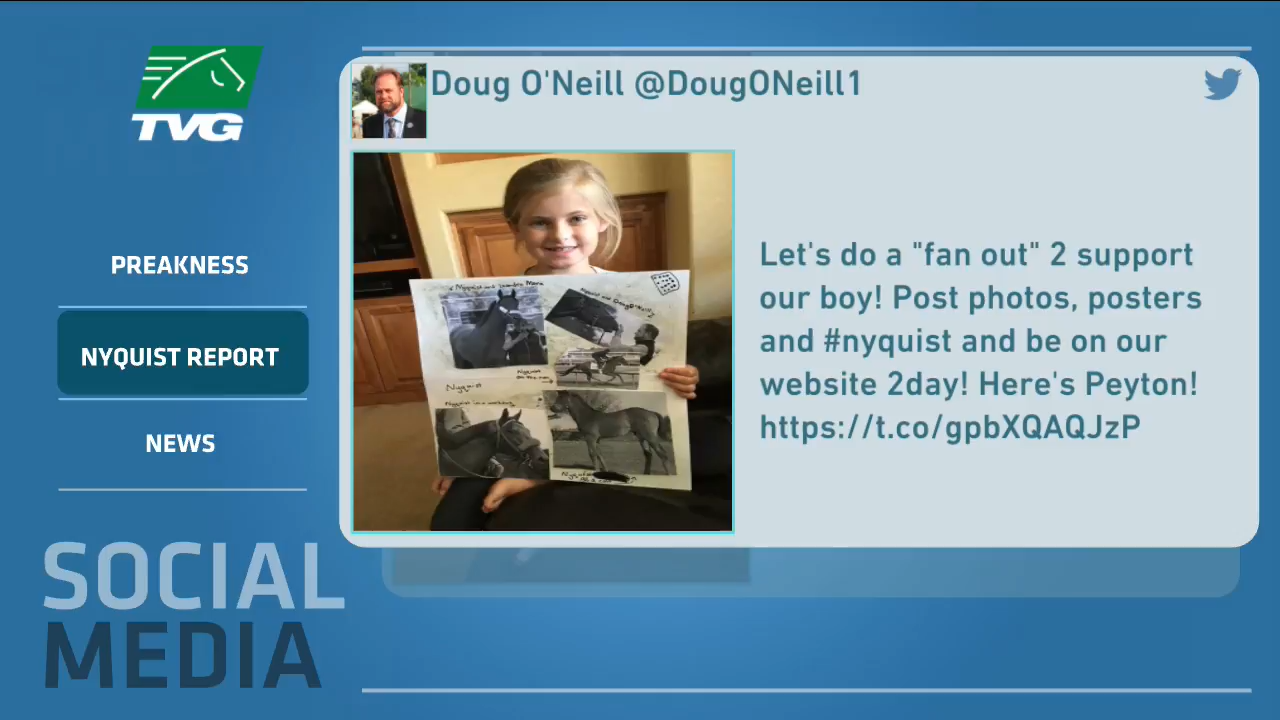 TVG
Doug O'Neill @DougONeill1
PREAKNESS
NYQUIST REPORT
NEWS
SOCIAL
MEDIA
Nyquist
Let's do a "fan out" 2 support
our boy! Post photos, posters
and #nyquist and be on our
website 2day! Here's Peyton!
https://t.co/gpbXQAQJzP